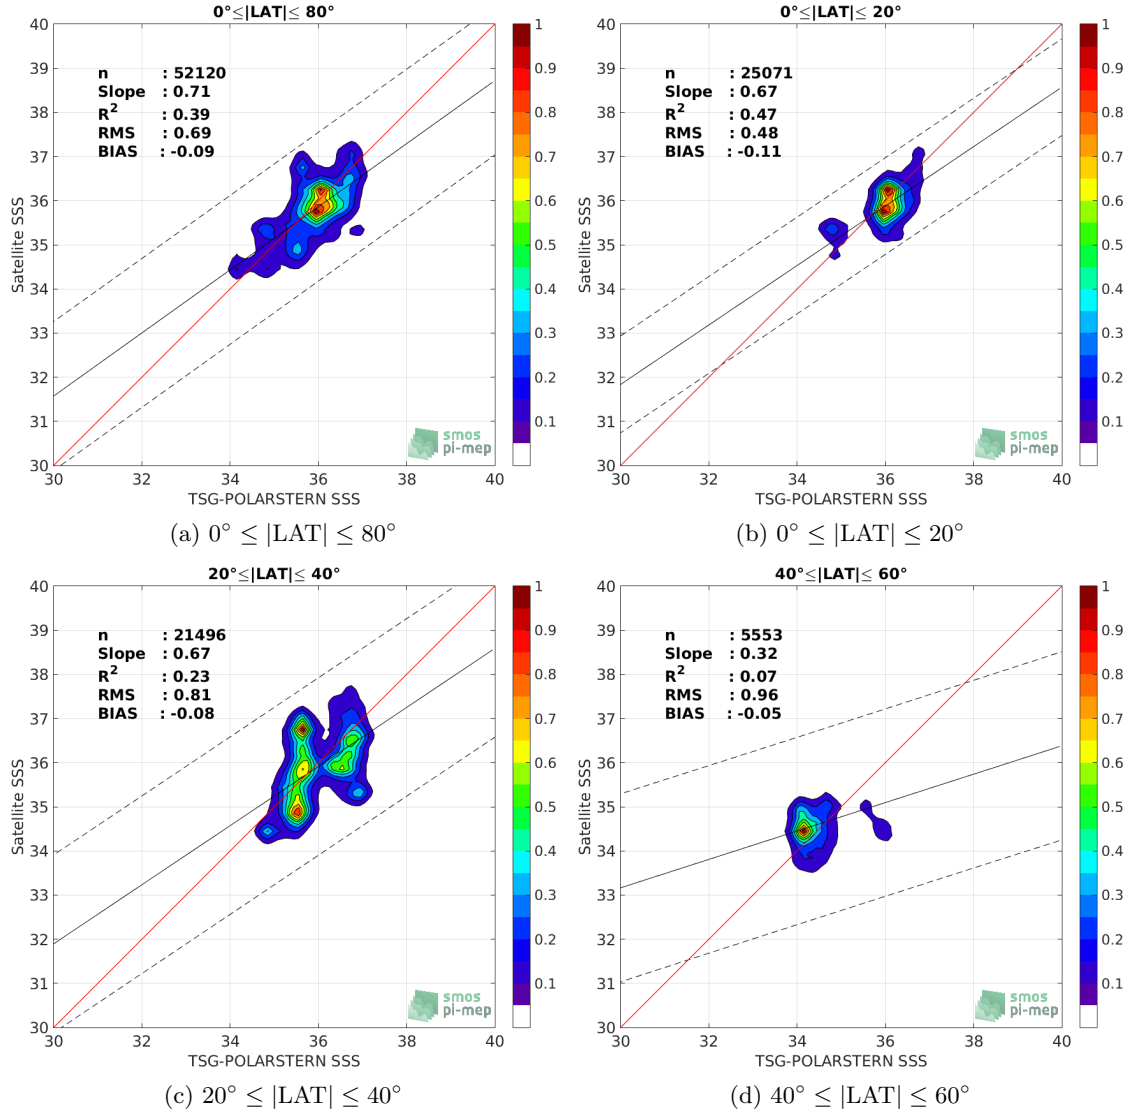 0°≤|LAT|≤ 80°
n : 52120
Slope : 0.71
R² : 0.39
RMS : 0.69
BIAS : -0.09
40
39
38
37
36
35
34
33
32
31
30
30 32 34 36 38 40
Satellite SSS
TSG-POLARSTERN SSS
1
0.9
0.8
0.7
0.6
0.5
0.4
0.3
0.2
0.1
smos
pi-mep
(a) 0° ≤ |LAT| ≤ 80°
0°≤|LAT|≤ 20°
n : 25071
Slope : 0.67
R² : 0.47
RMS : 0.48
BIAS : -0.11
40
39
38
37
36
35
34
33
32
31
30
30 32 34 36 38 40
Satellite SSS
TSG-POLARSTERN SSS
1
0.9
0.8
0.7
0.6
0.5
0.4
0.3
0.2
0.1
smos
pi-mep
(b) 0° ≤ |LAT| ≤ 20°
20°≤|LAT|≤ 40°
n : 21496
Slope : 0.67
R² : 0.23
RMS : 0.81
BIAS : -0.08
40
39
38
37
36
35
34
33
32
31
30
30 32 34 36 38 40
Satellite SSS
TSG-POLARSTERN SSS
1
0.9
0.8
0.7
0.6
0.5
0.4
0.3
0.2
0.1
smos
pi-mep
(c) 20° ≤ |LAT| ≤ 40°
40°≤|LAT|≤ 60°
n : 5553
Slope : 0.32
R² : 0.07
RMS : 0.96
BIAS : -0.05
40
39
38
37
36
35
34
33
32
31
30
30 32 34 36 38 40
Satellite SSS
TSG-POLARSTERN SSS
1
0.9
0.8
0.7
0.6
0.5
0.4
0.3
0.2
0.1
smos
pi-mep
(d) 40° ≤ |LAT| ≤ 60°